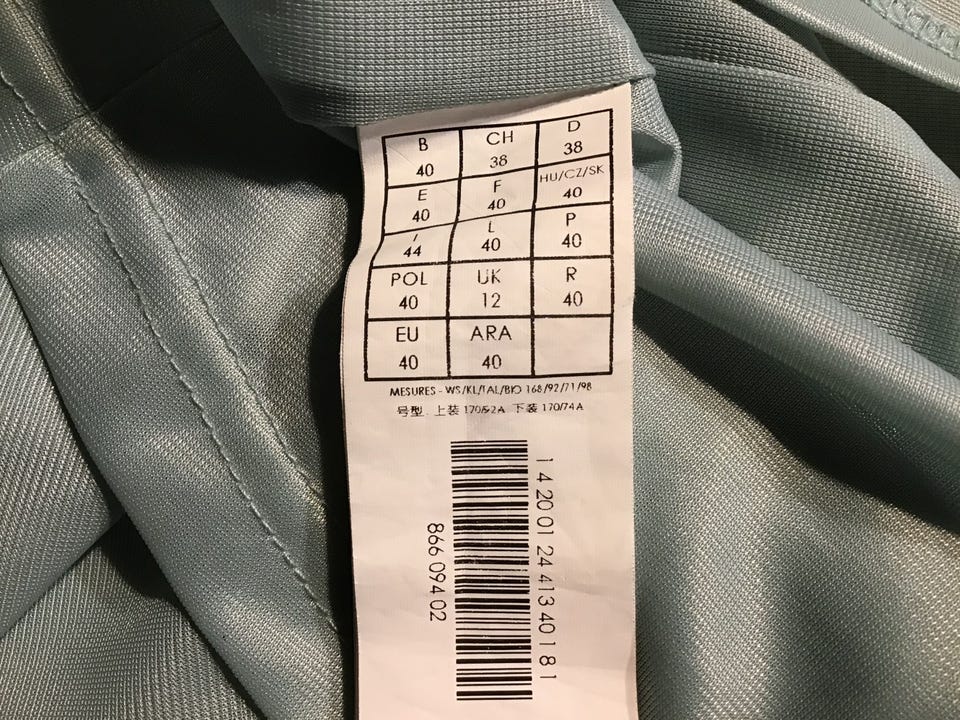 B CH D
40 38 38
E F HU/CZ/SK
40 40 40
I L P
44 40 40
POL UK R
40 12 40
EU ARA
40 40
MESURES - WS/KL/TAL/BIO 168/92/71/98
号型 . 上装 170/92A 下装 170/74A
1 4 20 01 24 413 40 1 8 1
866 094 02